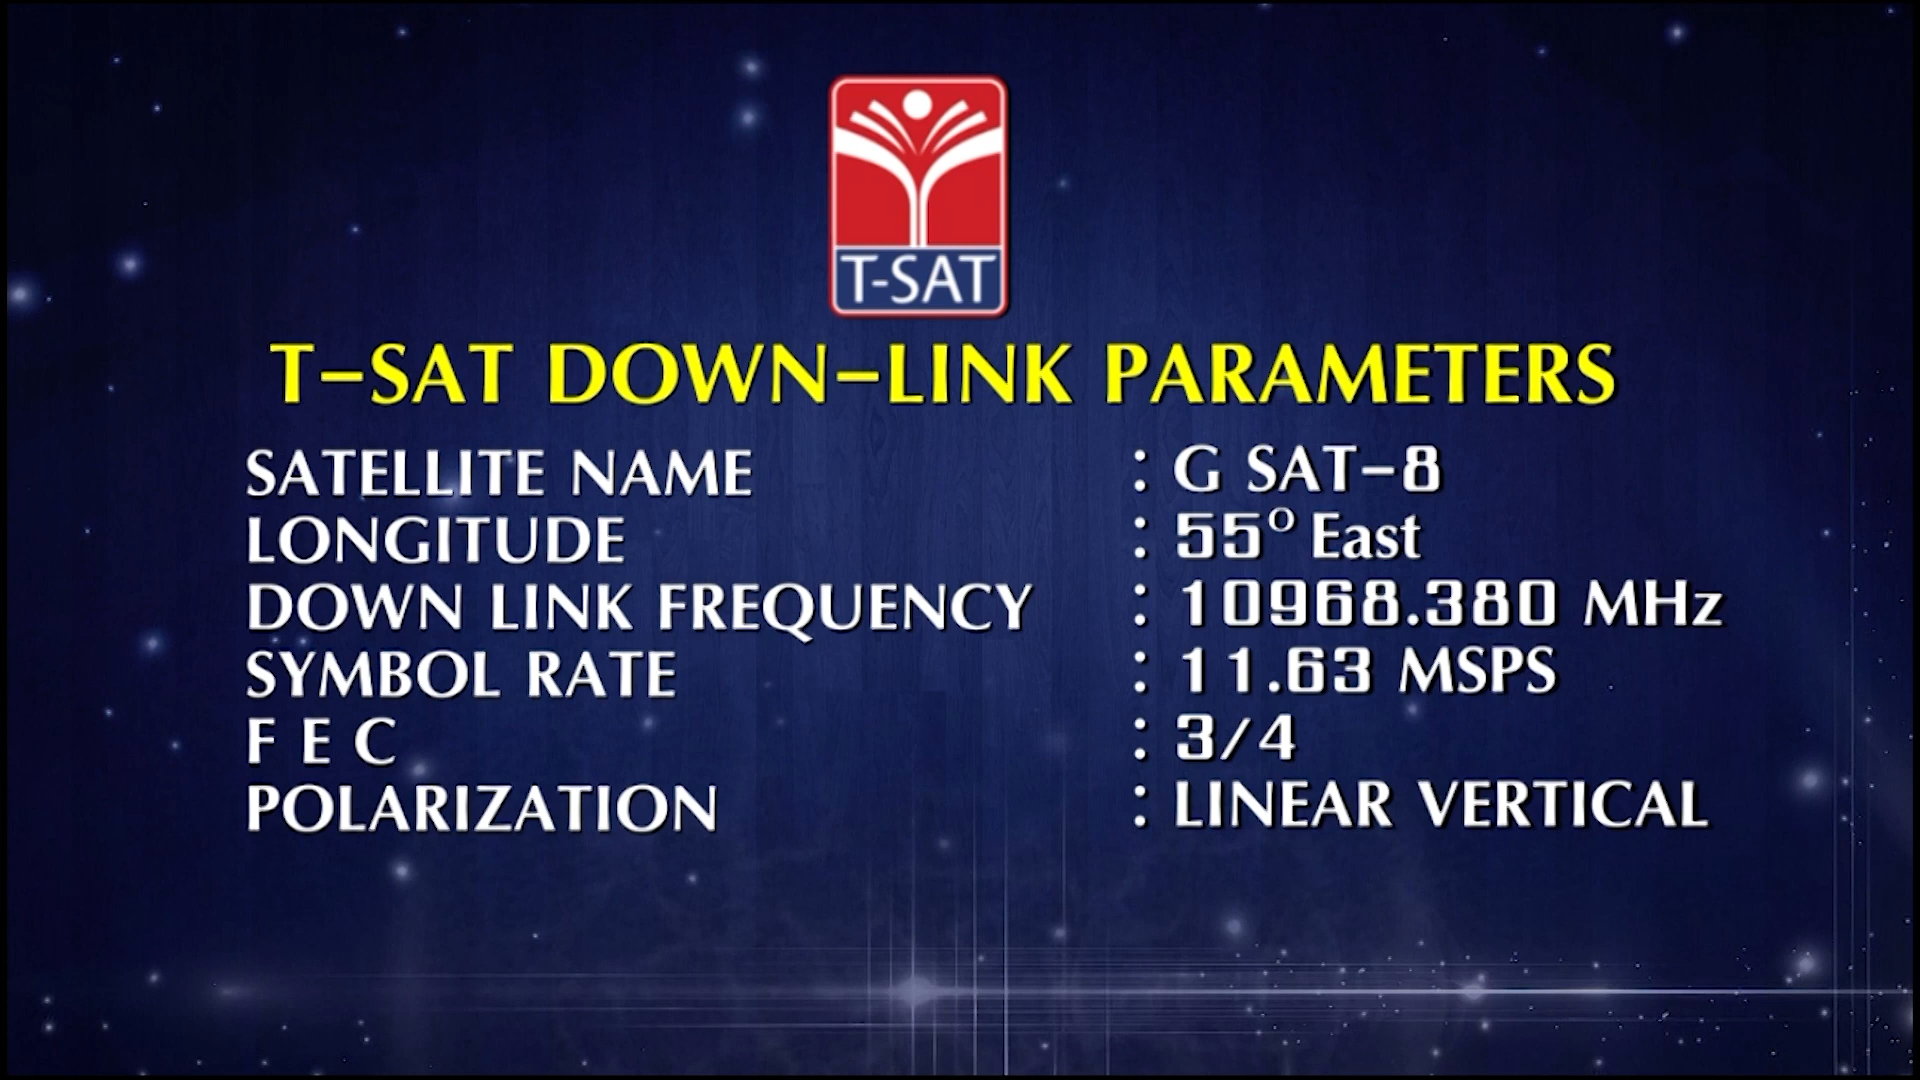 T-SAT
T-SAT DOWN-LINK PARAMETERS
SATELLITE NAME : G SAT-8
LONGITUDE : 55° East
DOWN LINK FREQUENCY : 10968.380 MHz
SYMBOL RATE : 11.63 MSPS
F E C : 3/4
POLARIZATION : LINEAR VERTICAL